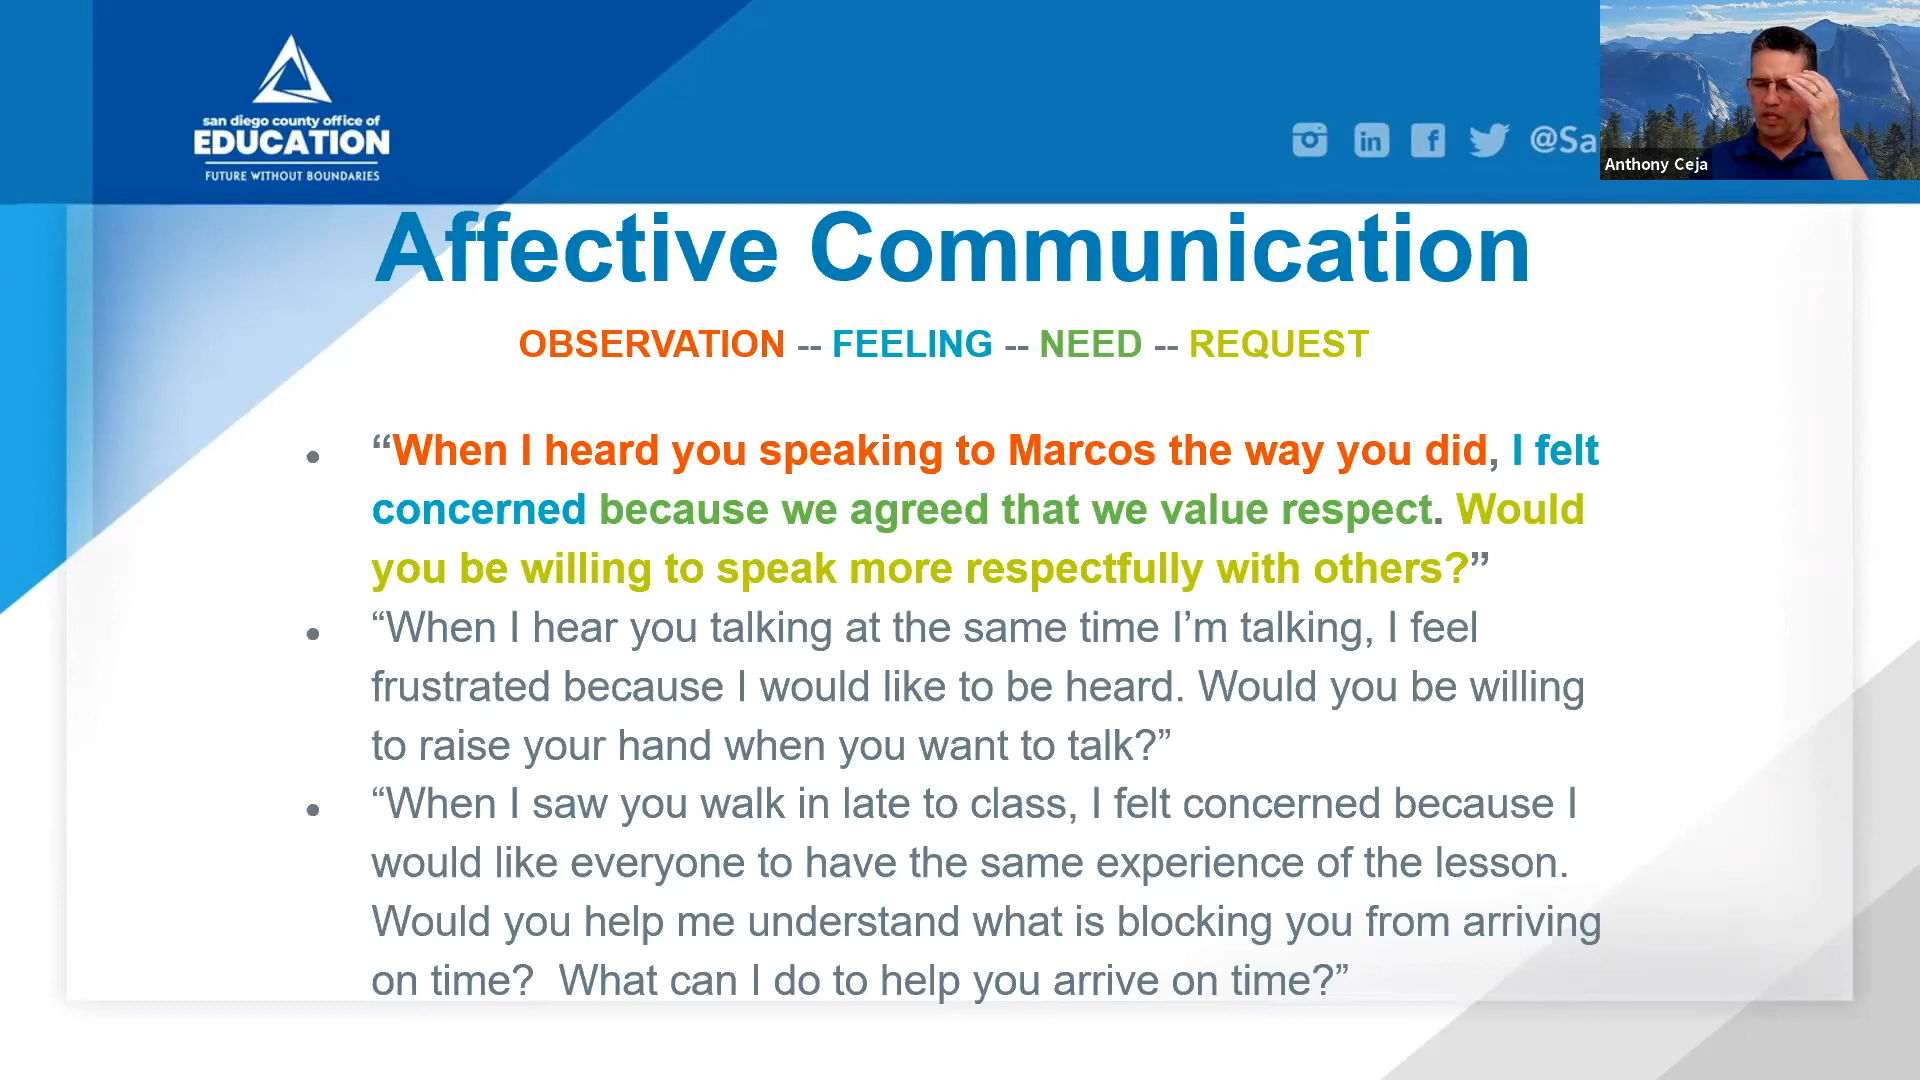 san diego county office of
EDUCATION
FUTURE WITHOUT BOUNDARIES
in f @Sa
Anthony Ceja
Affective Communication
OBSERVATION -- FEELING -- NEED -- REQUEST
• “When I heard you speaking to Marcos the way you did, I felt
concerned because we agreed that we value respect. Would
you be willing to speak more respectfully with others?”
• “When I hear you talking at the same time I’m talking, I feel
frustrated because I would like to be heard. Would you be willing
to raise your hand when you want to talk?”
• “When I saw you walk in late to class, I felt concerned because I
would like everyone to have the same experience of the lesson.
Would you help me understand what is blocking you from arriving
on time?  What can I do to help you arrive on time?”